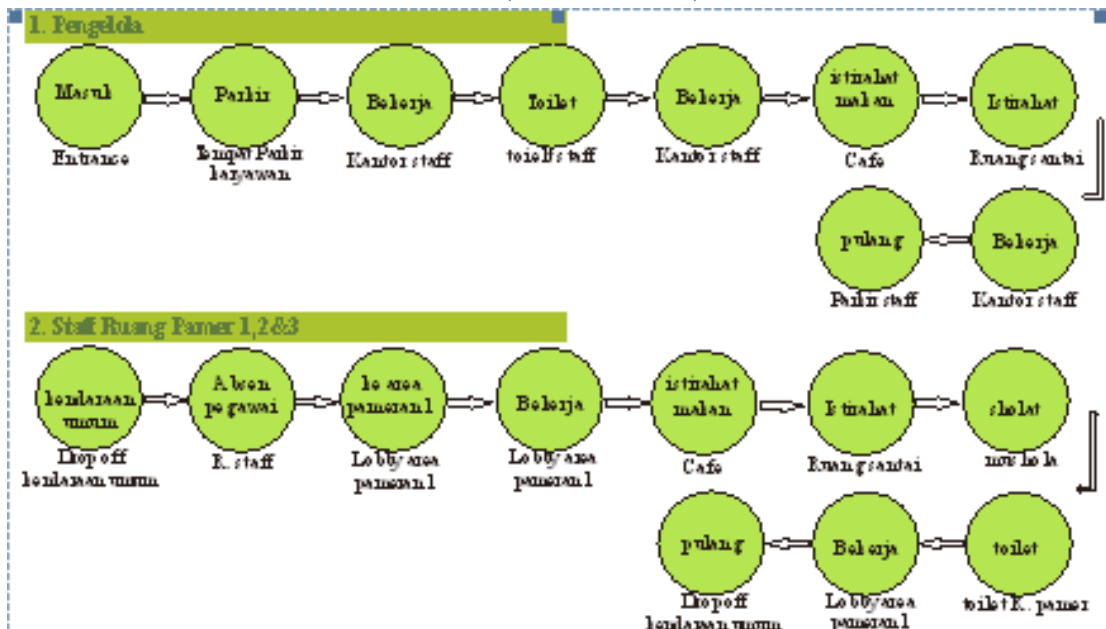 1. Pengelola
Masuk
Parkir
Bekerja
Toilet
Bekerja
istirahat
makan
Istirahat
Entrance
Tempat Parkir
karyawan
Kantor staff
staff
Kantor staff
Cafe
Ruang santai
pulang
Bekerja
Parkir staff
Kantor staff
2. Staff Ruang Pamer 1,2&3
kendaraan
umum
Absen
pegawai
ke area
pameran 1
Bekerja
istirahat
makan
Istirahat
sholat
Drop off
kendaraan umum
R. staff
Lobby area
pameran 1
Lobby area
pameran 1
Cafe
Ruang santai
mushola
pulang
Bekerja
toilet
Drop off
kendaraan umum
Lobby area
pameran 1
toilet R. pamer